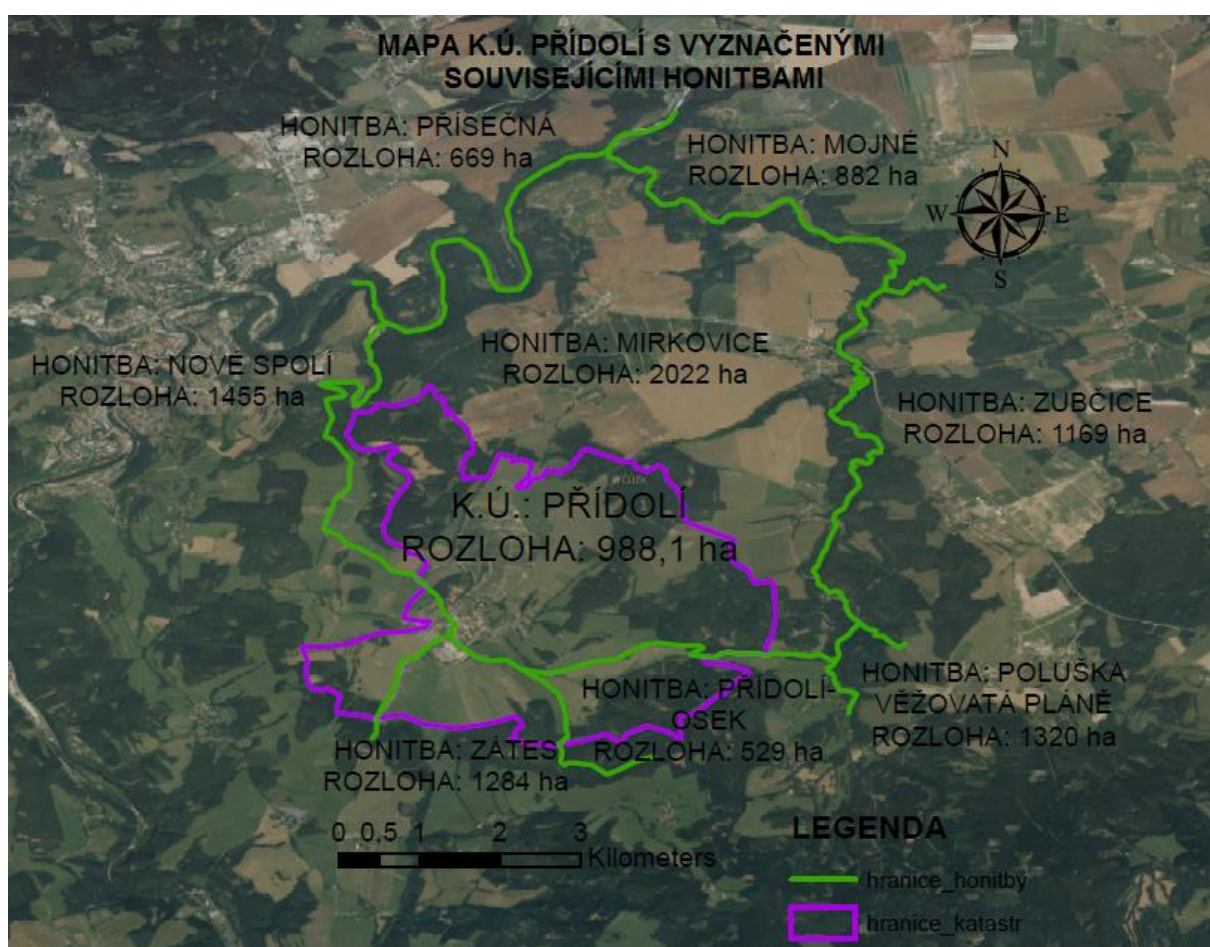 MAPA K.Ú. PŘÍDOLÍ S VYZNAČENÝMI
SOUVISEJÍCÍMI HONITBAMI
HONITBA: PŘÍSEČNÁ
ROZLOHA: 669 ha
HONITBA: MOJNÉ
ROZLOHA: 882 ha
N
W
E
S
HONITBA: NOVÉ SPOLÍ
ROZLOHA: 1455 ha
HONITBA: MIRKOVICE
ROZLOHA: 2022 ha
HONITBA: ZUBČICE
ROZLOHA: 1169 ha
K.Ú.: PŘÍDOLÍ
ROZLOHA: 988,1 ha
HONITBA: PŘÍDOLÍ-
OSEK
ROZLOHA: 529 ha
HONITBA: POLUŠKA
VĚŽOVATÁ PLÁNĚ
ROZLOHA: 1320 ha
HONITBA: ZÁTES
ROZLOHA: 1284 ha
0 0,5 1 2 3
Kilometers
LEGENDA
hranice_honitby
hranice_katastr